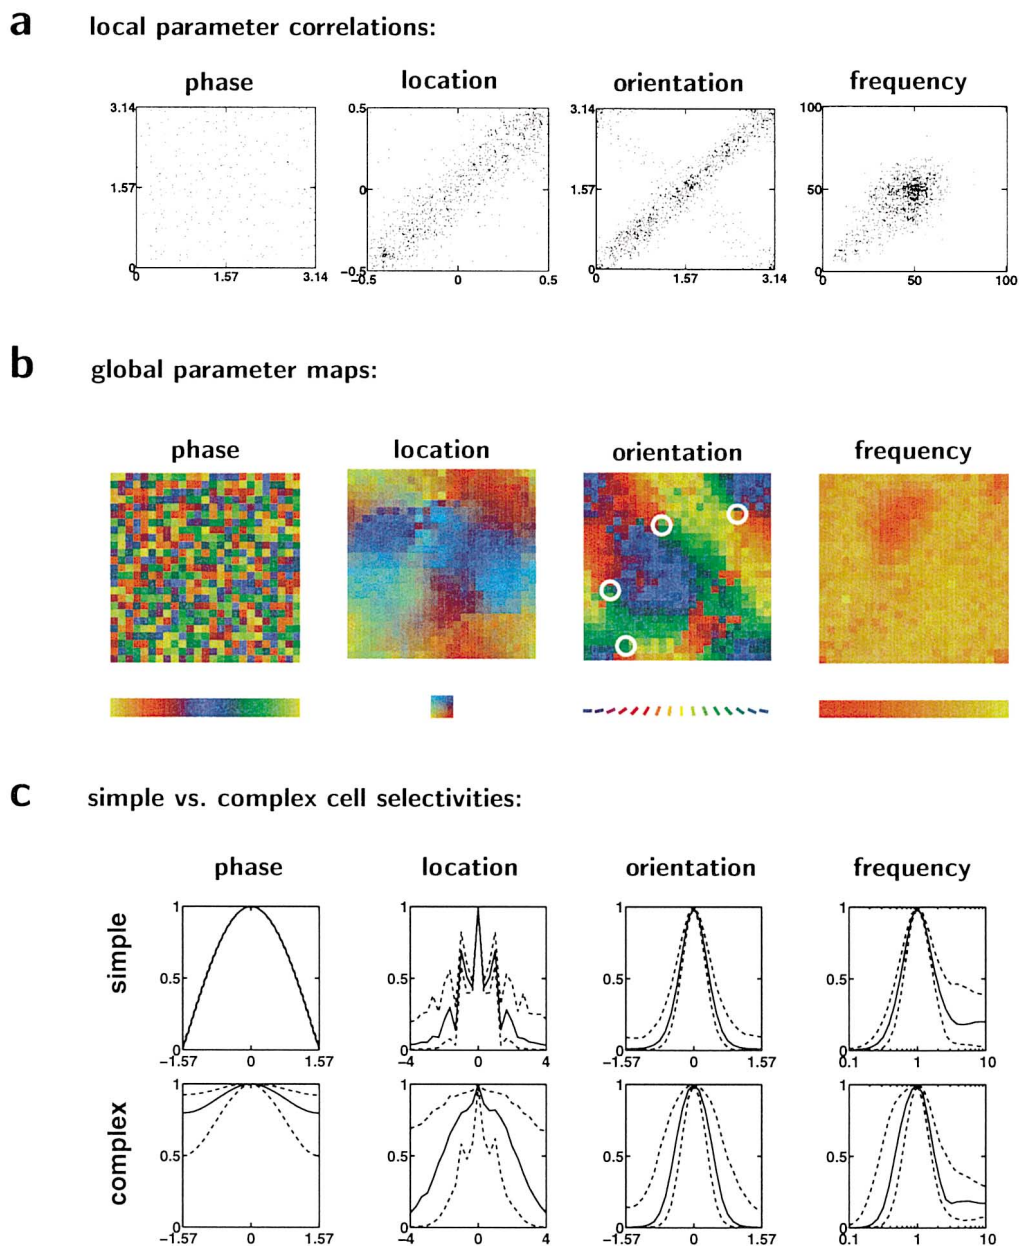 a local parameter correlations:
phase location orientation frequency
3.14 0.5 3.14 100
1.57 0 1.57 50
0 −0.5 0 0
0 1.57 3.14 −0.5 0 0.5 0 1.57 3.14 0 50 100
b global parameter maps:
phase location orientation frequency
c simple vs. complex cell selectivities:
phase location orientation frequency
simple
1 1 1 1
0.5 0.5 0.5 0.5
0 0 0 0
−1.57 0 1.57 −4 0 4 −1.57 0 1.57 0.1 1 10
complex
1 1 1 1
0.5 0.5 0.5 0.5
0 0 0 0
−1.57 0 1.57 −4 0 4 −1.57 0 1.57 0.1 1 10